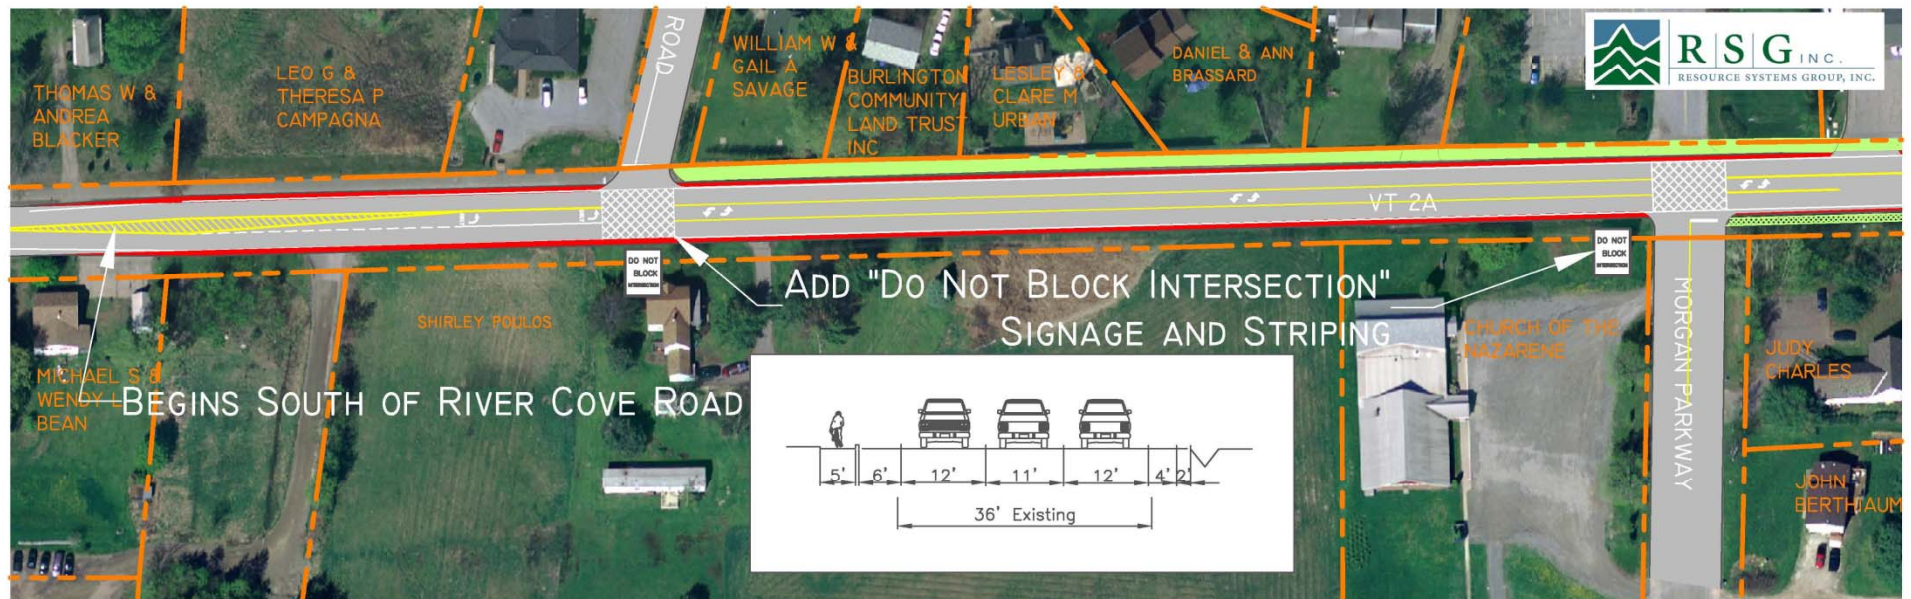 THOMAS W &
ANDREA
BLACKER
LEO G &
THERESA P
CAMPAGNA
ROAD
WILLIAM W &
GAIL A
SAVAGE
BURLINGTON
COMMUNITY
LAND TRUST
INC
LESLEY &
CLARE M
URBAN
DANIEL & ANN
BRASSARD
RSG INC.
RESOURCE SYSTEMS GROUP, INC.
VT 2A
DO NOT
BLOCK
INTERSECTION
DO NOT
BLOCK
INTERSECTION
ADD "DO NOT BLOCK INTERSECTION"
SIGNAGE AND STRIPING
SHIRLEY POULOS
MICHAEL S &
WENDY L
BEAN
BEGINS SOUTH OF RIVER COVE ROAD
CHURCH OF THE
NAZARENE
MORGAN PARKWAY
JUDY
CHARLES
JOHN
BERTHIAUM
5' 6' 12' 11' 12' 4' 2'
36' Existing